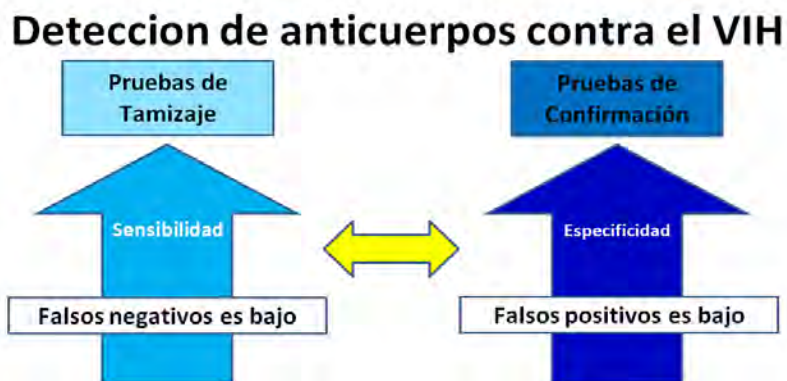 Deteccion de anticuerpos contra el VIH
Pruebas de
Tamizaje
Pruebas de
Confirmación
Sensibilidad
Especificidad
Falsos negativos es bajo
Falsos positivos es bajo